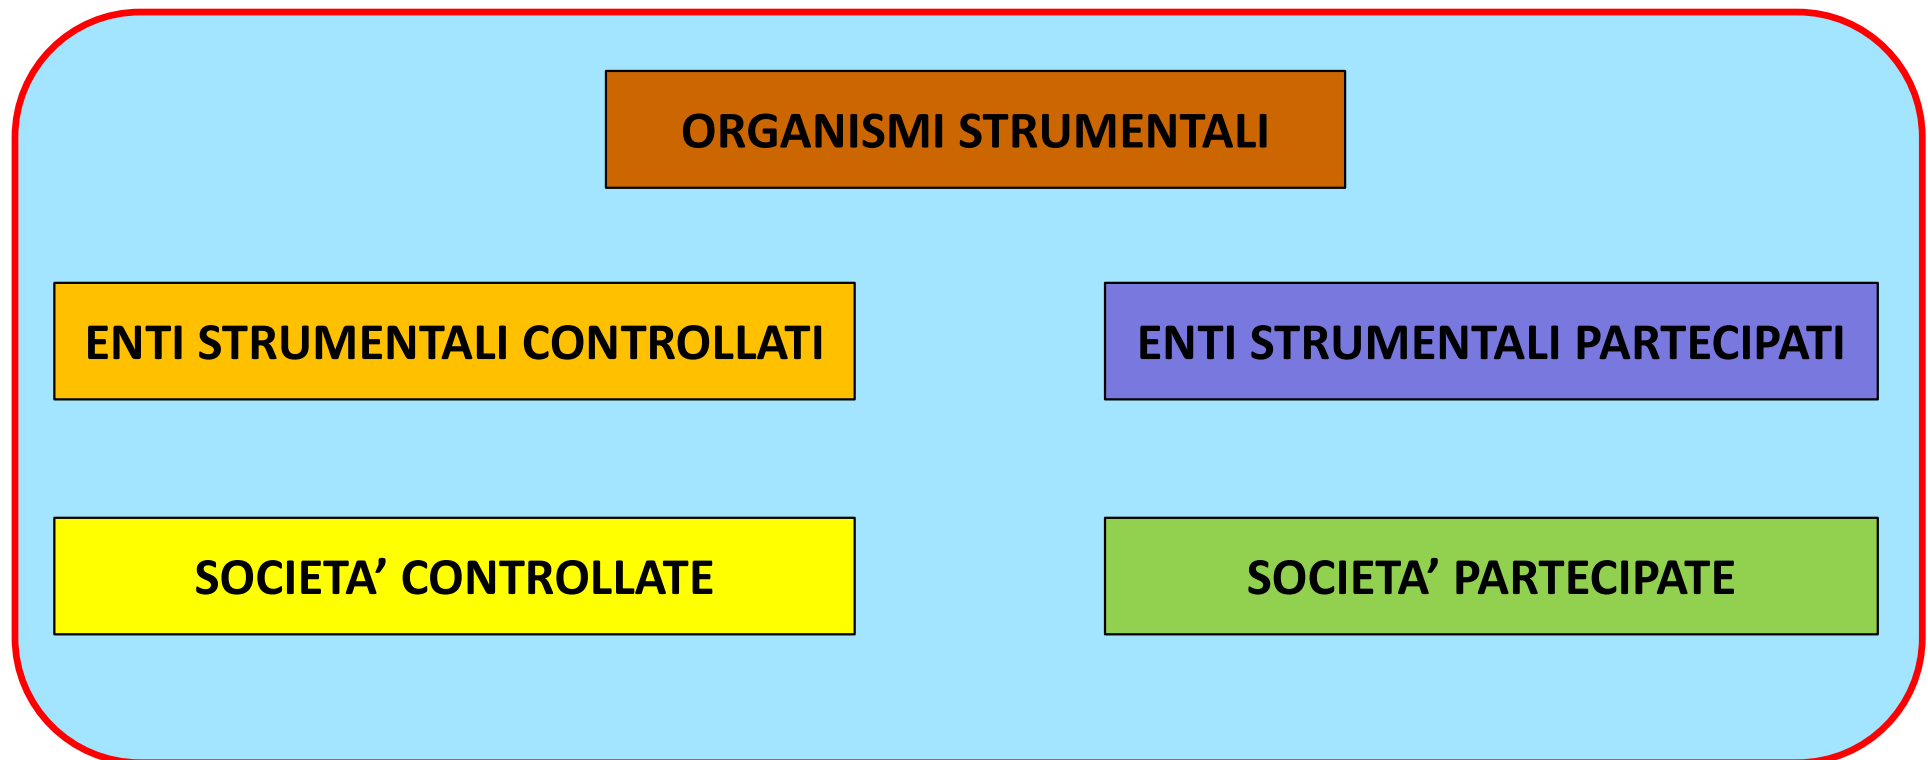 ORGANISMI STRUMENTALI
ENTI STRUMENTALI CONTROLLATI
ENTI STRUMENTALI PARTECIPATI
SOCIETA’ CONTROLLATE
SOCIETA’ PARTECIPATE